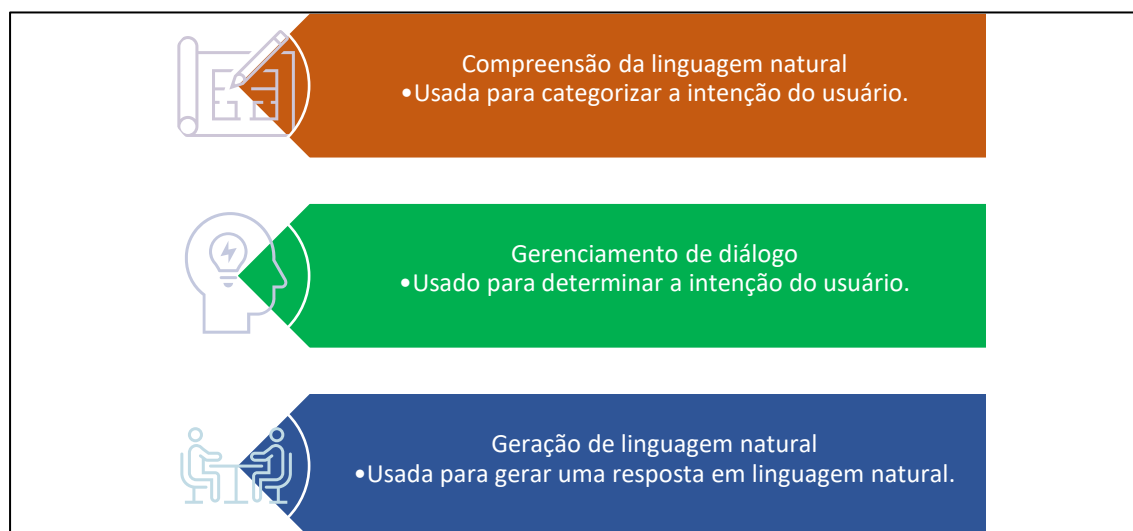 Compreensão da linguagem natural
•Usada para categorizar a intenção do usuário.
Gerenciamento de diálogo
•Usado para determinar a intenção do usuário.
Geração de linguagem natural
•Usada para gerar uma resposta em linguagem natural.